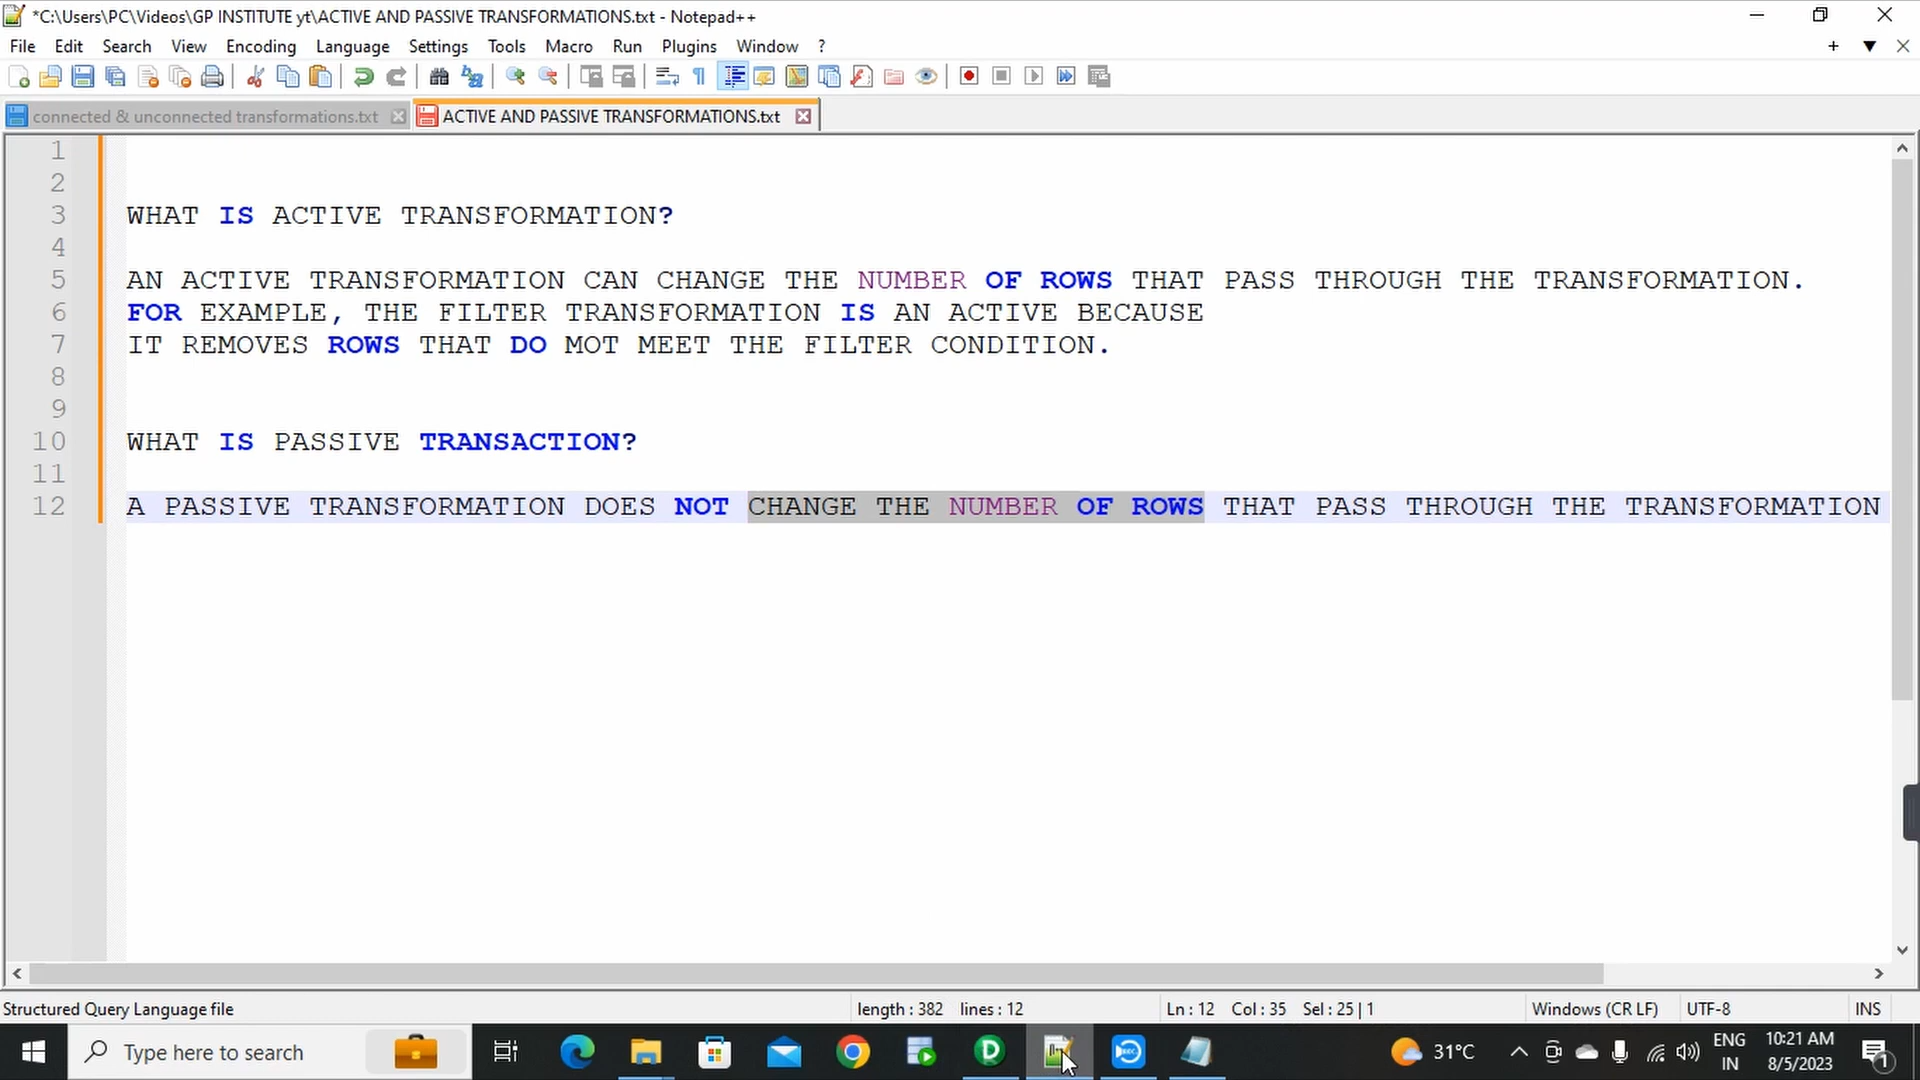 *C:\Users\PC\Videos\GP INSTITUTE yt\ACTIVE AND PASSIVE TRANSFORMATIONS.txt - Notepad++
File Edit Search View Encoding Language Settings Tools Macro Run Plugins Window ?
connected & unconnected transformations.txt ACTIVE AND PASSIVE TRANSFORMATIONS.txt
1
2
3 WHAT IS ACTIVE TRANSFORMATION?
4
5 AN ACTIVE TRANSFORMATION CAN CHANGE THE NUMBER OF ROWS THAT PASS THROUGH THE TRANSFORMATION.
6 FOR EXAMPLE, THE FILTER TRANSFORMATION IS AN ACTIVE BECAUSE
7 IT REMOVES ROWS THAT DO MOT MEET THE FILTER CONDITION.
8
9
10 WHAT IS PASSIVE TRANSACTION?
11
12 A PASSIVE TRANSFORMATION DOES NOT CHANGE THE NUMBER OF ROWS THAT PASS THROUGH THE TRANSFORMATION
Structured Query Language file length : 382 lines : 12 Ln : 12 Col : 35 Sel : 25 | 1 Windows (CR LF) UTF-8 INS
Type here to search 31°C ENG 10:21 AM
IN 8/5/2023 1